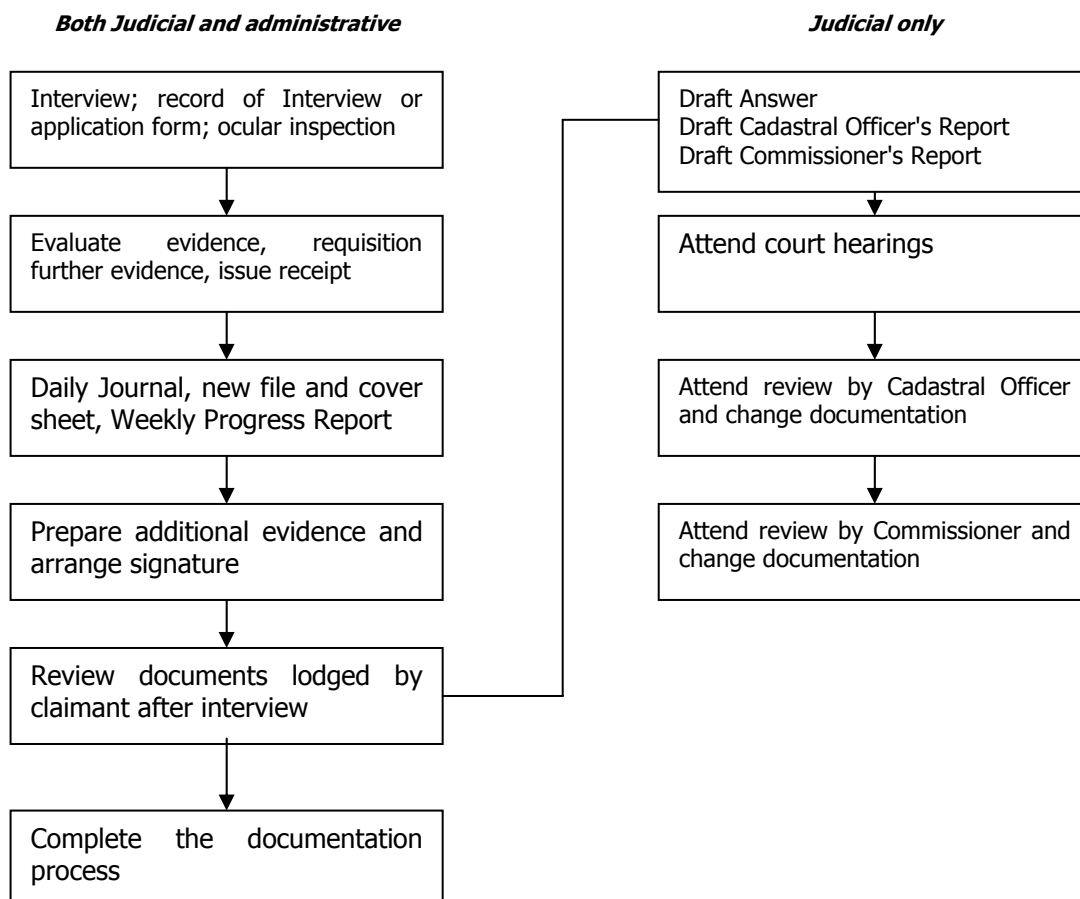 Both Judicial and administrative
Interview; record of Interview or
application form; ocular inspection
Evaluate evidence, requisition
further evidence, issue receipt
Daily Journal, new file and cover
sheet, Weekly Progress Report
Prepare additional evidence and
arrange signature
Review documents lodged by
claimant after interview
Complete the documentation
process
Judicial only
Draft Answer
Draft Cadastral Officer's Report
Draft Commissioner's Report
Attend court hearings
Attend review by Cadastral Officer
and change documentation
Attend review by Commissioner and
change documentation